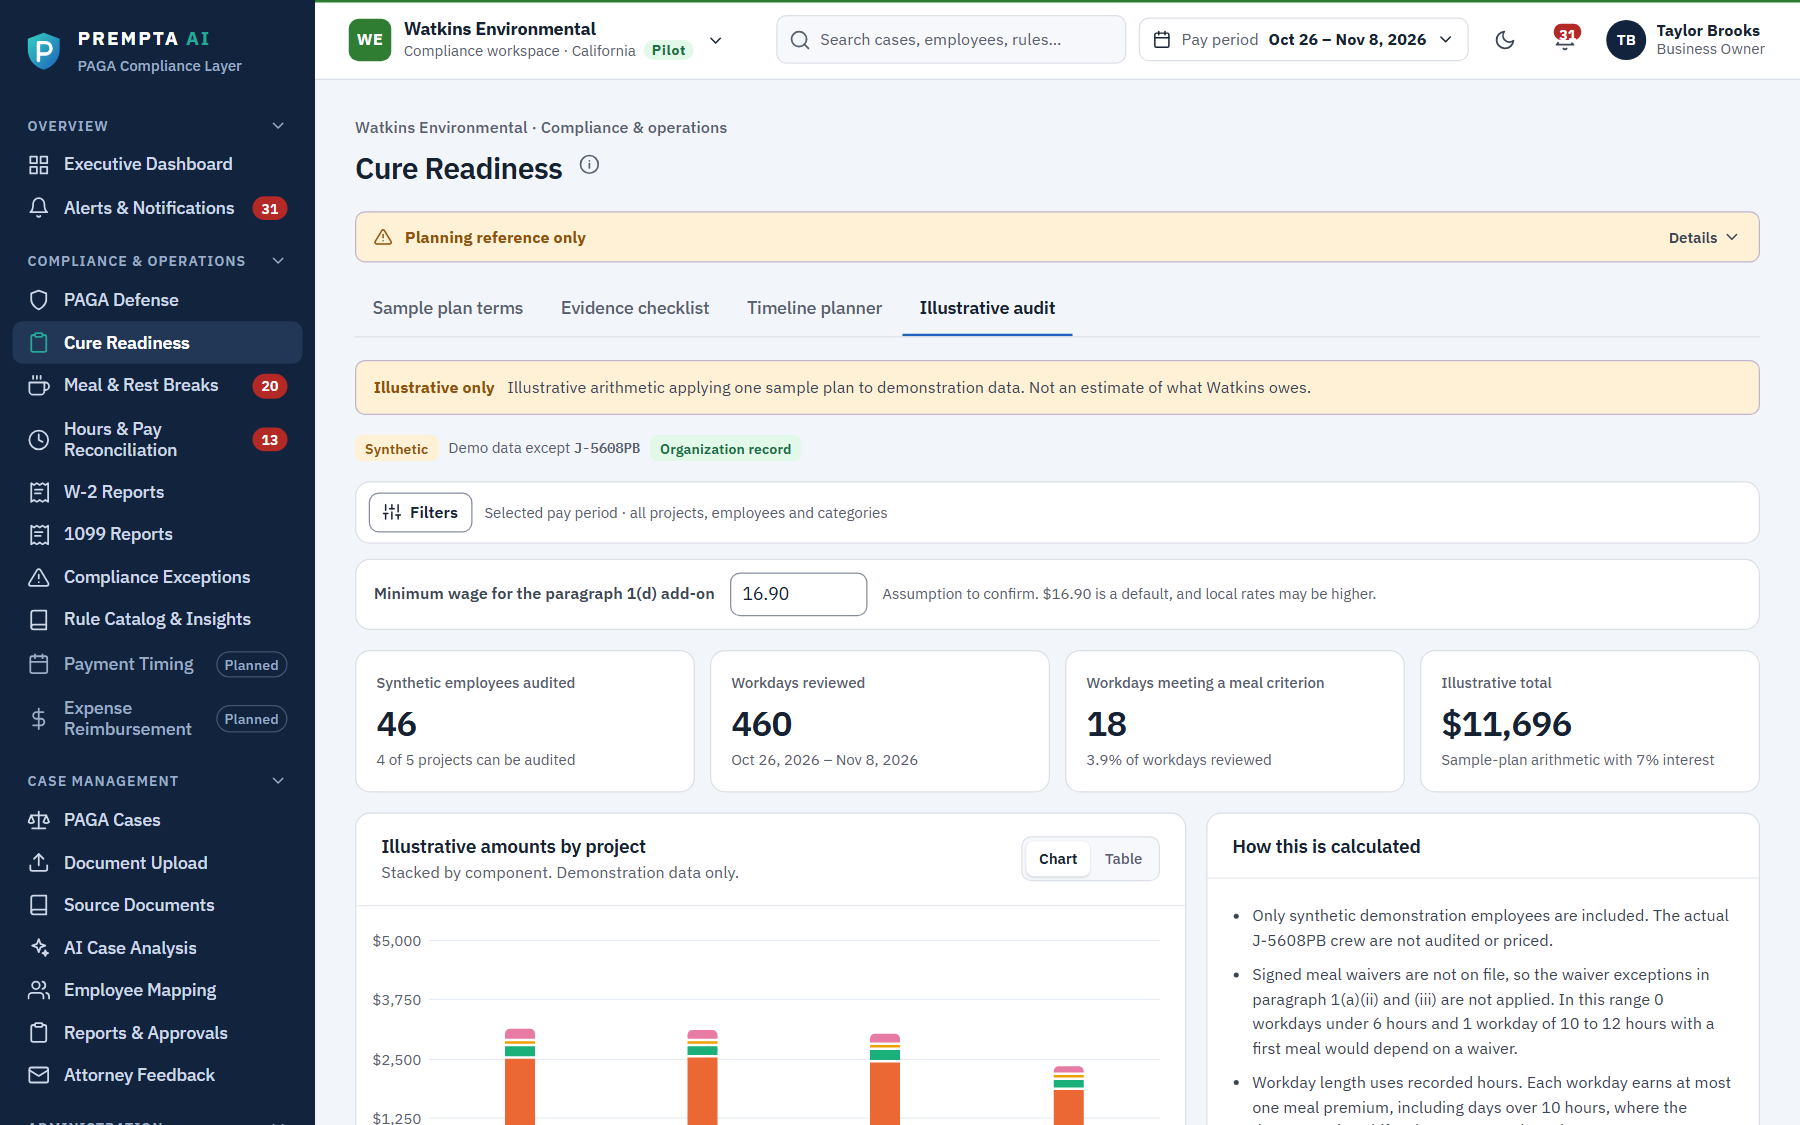 PREMPTA AI
PAGA Compliance Layer
OVERVIEW
Executive Dashboard
Alerts & Notifications 31
COMPLIANCE & OPERATIONS
PAGA Defense
Cure Readiness
Meal & Rest Breaks 20
Hours & Pay
Reconciliation 13
W-2 Reports
1099 Reports
Compliance Exceptions
Rule Catalog & Insights
Payment Timing Planned
Expense
Reimbursement Planned
CASE MANAGEMENT
PAGA Cases
Document Upload
Source Documents
AI Case Analysis
Employee Mapping
Reports & Approvals
Attorney Feedback
WE
Watkins Environmental
Compliance workspace · California Pilot
Search cases, employees, rules...
Pay period Oct 26 – Nov 8, 2026
31
TB
Taylor Brooks
Business Owner
Watkins Environmental · Compliance & operations
Cure Readiness
Planning reference only
Details
Sample plan terms Evidence checklist Timeline planner Illustrative audit
Illustrative only Illustrative arithmetic applying one sample plan to demonstration data. Not an estimate of what Watkins owes.
Synthetic Demo data except J-5608PB Organization record
Filters Selected pay period · all projects, employees and categories
Minimum wage for the paragraph 1(d) add-on 16.90 Assumption to confirm. $16.90 is a default, and local rates may be higher.
Synthetic employees audited
46
4 of 5 projects can be audited
Workdays reviewed
460
Oct 26, 2026 – Nov 8, 2026
Workdays meeting a meal criterion
18
3.9% of workdays reviewed
Illustrative total
$11,696
Sample-plan arithmetic with 7% interest
Illustrative amounts by project
Stacked by component. Demonstration data only.
Chart Table
$5,000
$3,750
$2,500
$1,250
How this is calculated
• Only synthetic demonstration employees are included. The actual
J-5608PB crew are not audited or priced.
• Signed meal waivers are not on file, so the waiver exceptions in
paragraph 1(a)(ii) and (iii) are not applied. In this range 0
workdays under 6 hours and 1 workday of 10 to 12 hours with a
first meal would depend on a waiver.
• Workday length uses recorded hours. Each workday earns at most
one meal premium, including days over 10 hours, where the